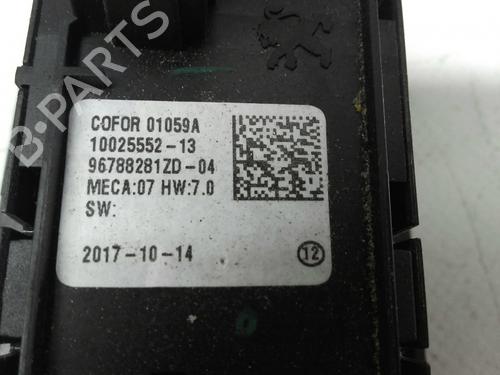 B-PARTS
COFOR 01059A
10025552-13
96788281ZD-04
MECA:07 HW:7.0
SW:
2017-10-14
12